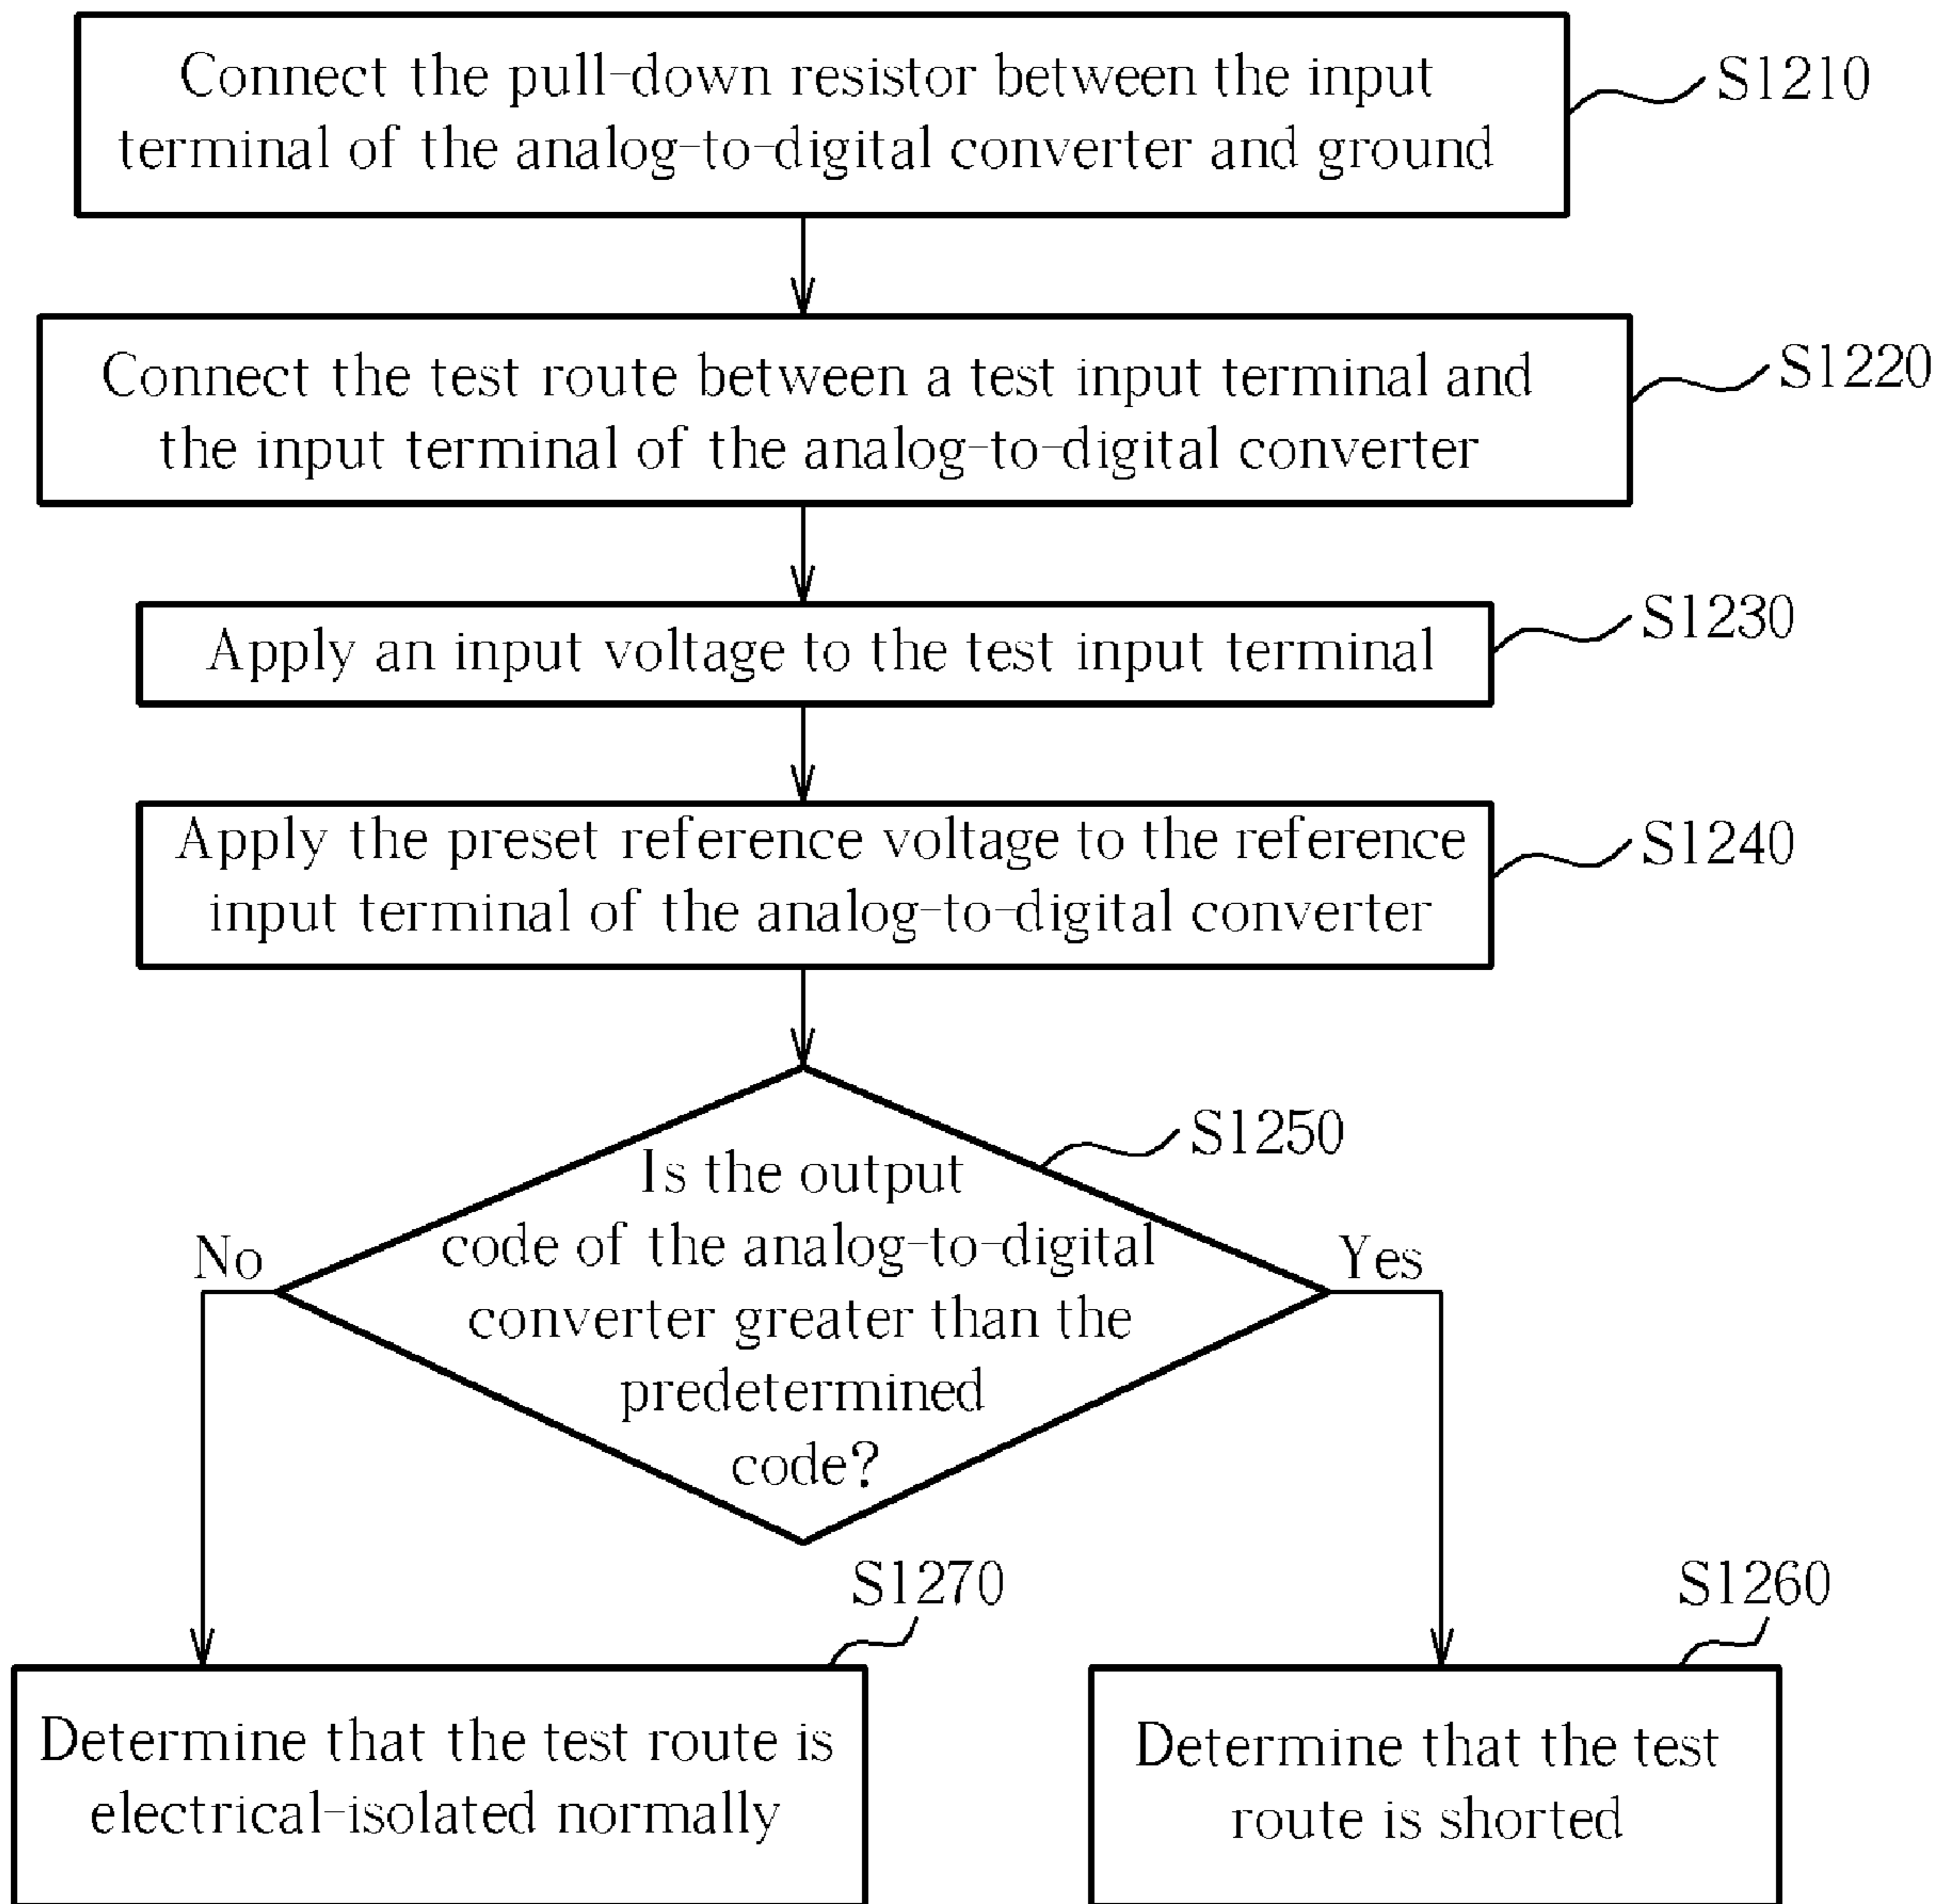 Connect the pull-down resistor between the input
terminal of the analog-to-digital converter and ground
S1210
Connect the test route between a test input terminal and
the input terminal of the analog-to-digital converter
S1220
Apply an input voltage to the test input terminal
S1230
Apply the preset reference voltage to the reference
input terminal of the analog-to-digital converter
S1240
S1250
Is the output
code of the analog-to-digital
converter greater than the
predetermined
code?
No
Yes
S1270
Determine that the test route is
electrical-isolated normally
S1260
Determine that the test
route is shorted